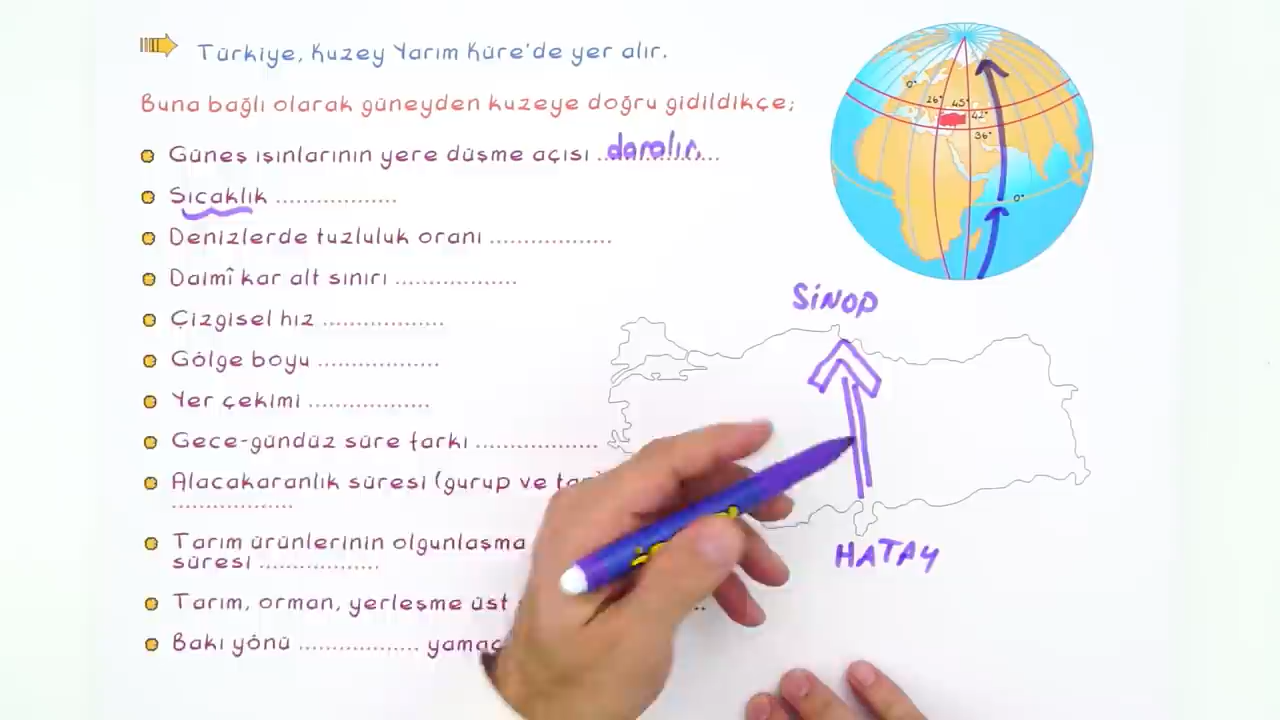 Türkiye, Kuzey Yarım Küre'de yer alır.
Buna bağlı olarak güneyden kuzeye doğru gidildikçe;
Güneş ışınlarının yere düşme açısı ..daralır...
Sıcaklık ..................
Denizlerde tuzluluk oranı ..................
Daimî kar alt sınırı ..................
Çizgisel hız ..................
Gölge boyu ..................
Yer çekimi ..................
Gece-gündüz süre farkı ..................
Alacakaranlık süresi (gurup ve
..................
Tarım ürünlerinin olgunlaşma
süresi ..................
Tarım, orman, yerleşme üst
Bakı yönü ..................
0°
26° 45°
42°
36°
0°
SİNOP
HATAY